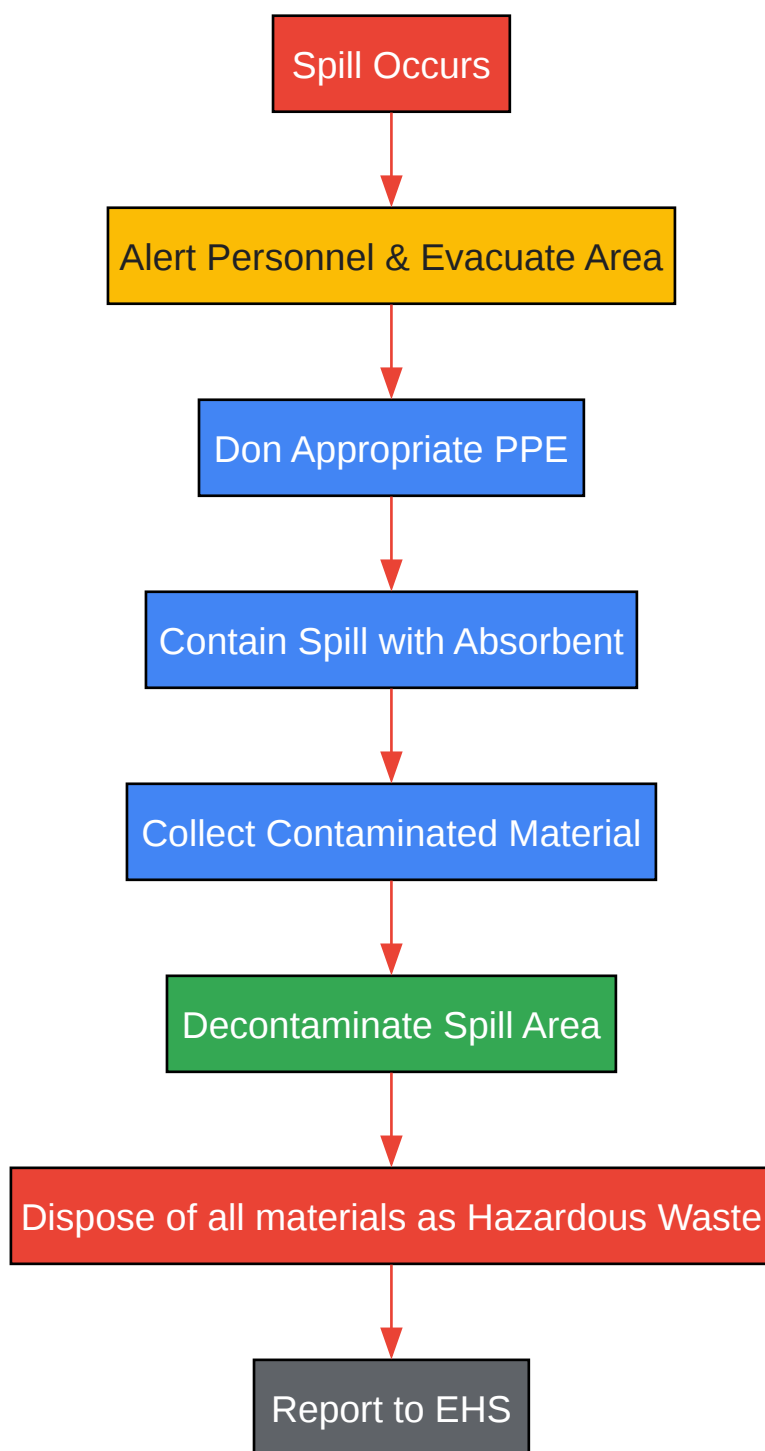 Spill Occurs
Alert Personnel & Evacuate Area
Don Appropriate PPE
Contain Spill with Absorbent
Collect Contaminated Material
Decontaminate Spill Area
Dispose of all materials as Hazardous Waste
Report to EHS